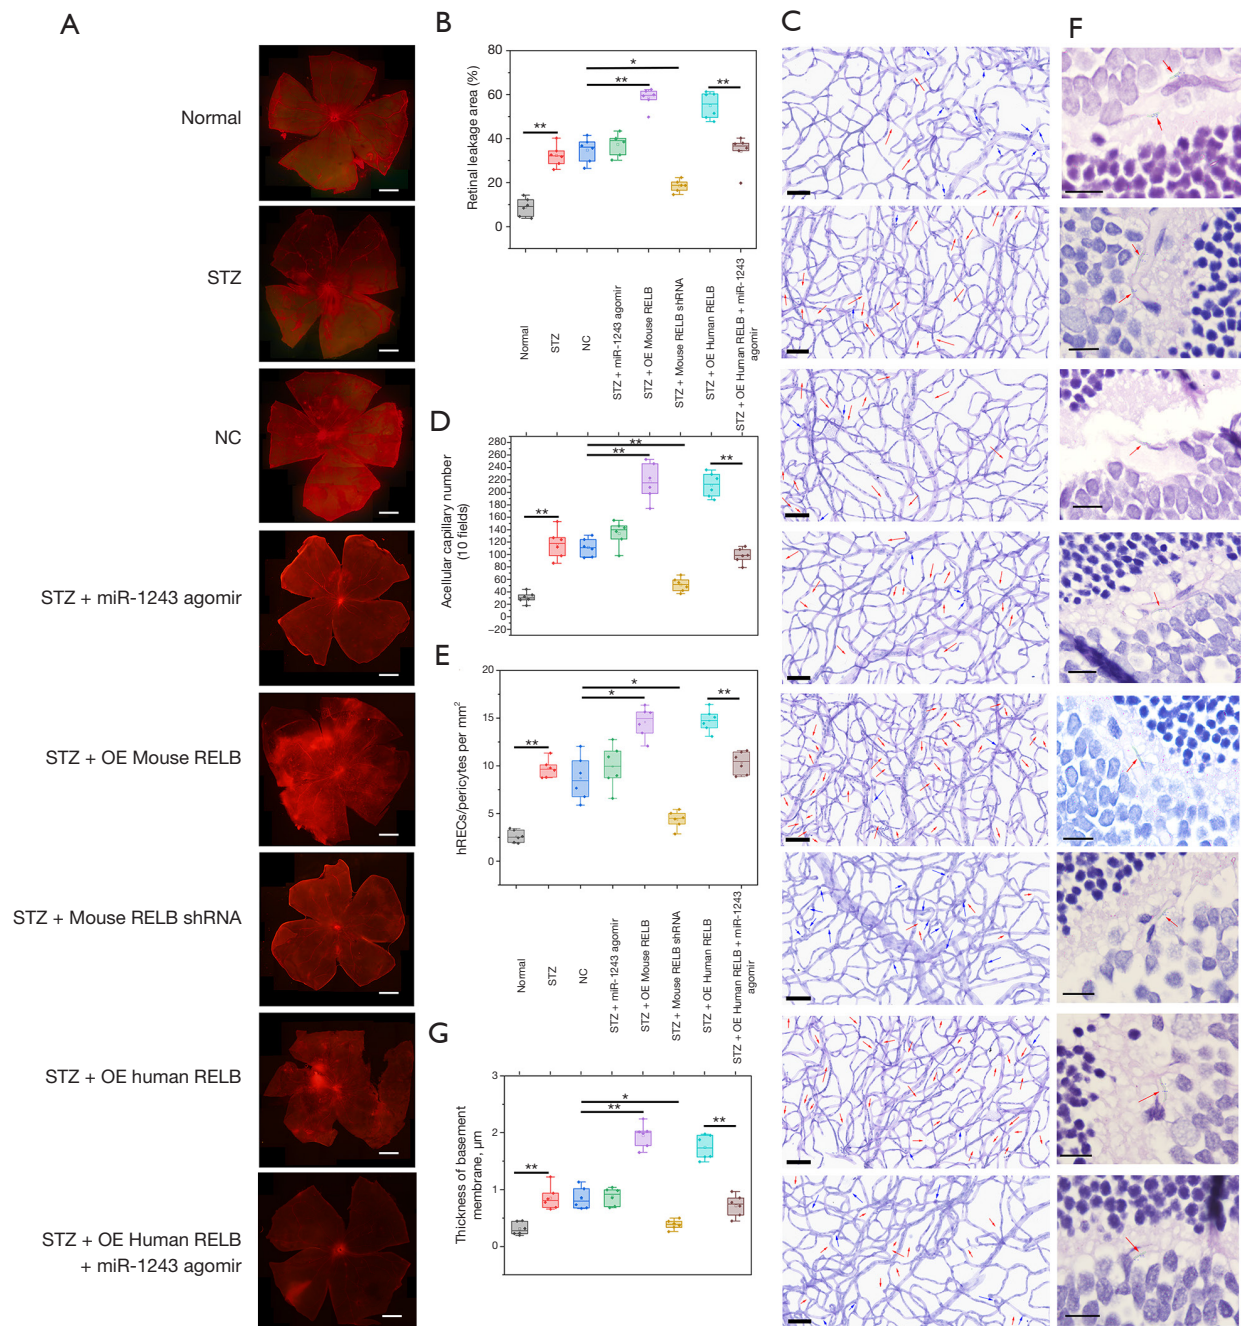 A
B
C
F
Normal
STZ
NC
STZ + miR-1243 agomir
STZ + OE Mouse RELB
STZ + Mouse RELB shRNA
STZ + OE human RELB
STZ + OE Human RELB
+ miR-1243 agomir
Retinal leakage area (%)
80
60
40
20
0
**
**
*
**
Normal
STZ
NC
STZ + miR-1243 agomir
STZ + OE Mouse RELB
STZ + Mouse RELB shRNA
STZ + OE Human RELB
STZ + OE Human RELB + miR-1243
agomir
D
Acellular capillary number
(10 fields)
280
260
240
220
200
180
160
140
120
100
80
60
40
20
0
−20
**
**
**
**
E
hRECs/pericytes per mm²
20
15
10
5
0
**
*
*
**
Normal
STZ
NC
STZ + miR-1243 agomir
STZ + OE Mouse RELB
STZ + Mouse RELB shRNA
STZ + OE Human RELB
STZ + OE Human RELB + miR-1243
agomir
G
Thickness of basement
membrane, μm
3
2
1
0
**
*
**
**